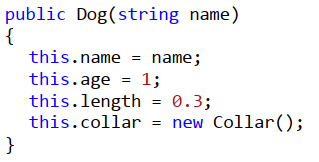 public Dog(string name)
{
this.name = name;
this.age = 1;
this.length = 0.3;
this.collar = new Collar();
}